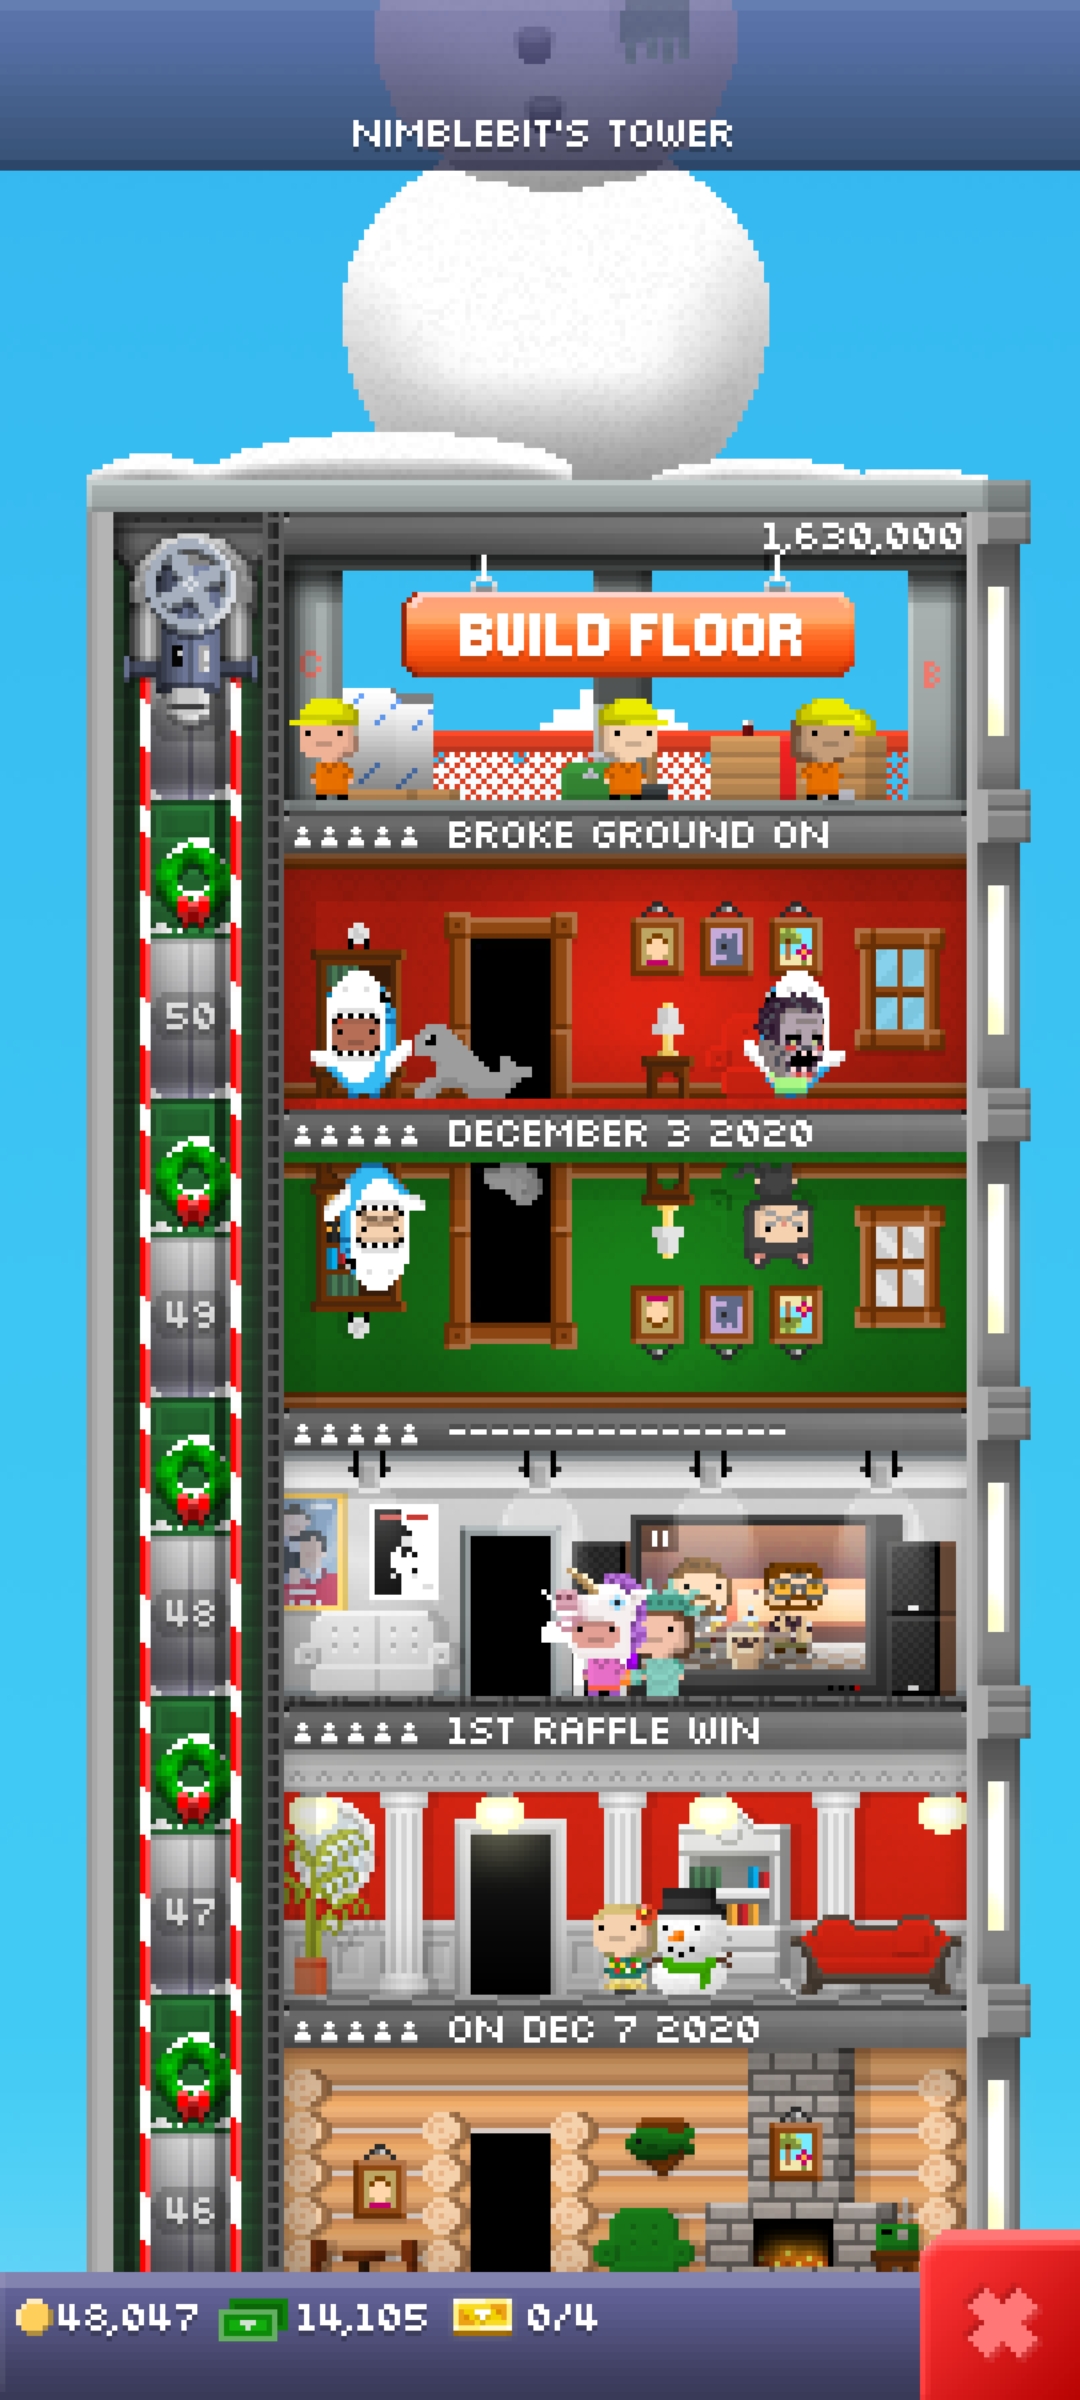 NIMBLEBIT'S TOWER
1,630,000
BUILD FLOOR
C
B
BROKE GROUND ON
50
DECEMBER 3 2020
49
----------------
48
1ST RAFFLE WIN
47
ON DEC 7 2020
46
48,047 14,105 0/4